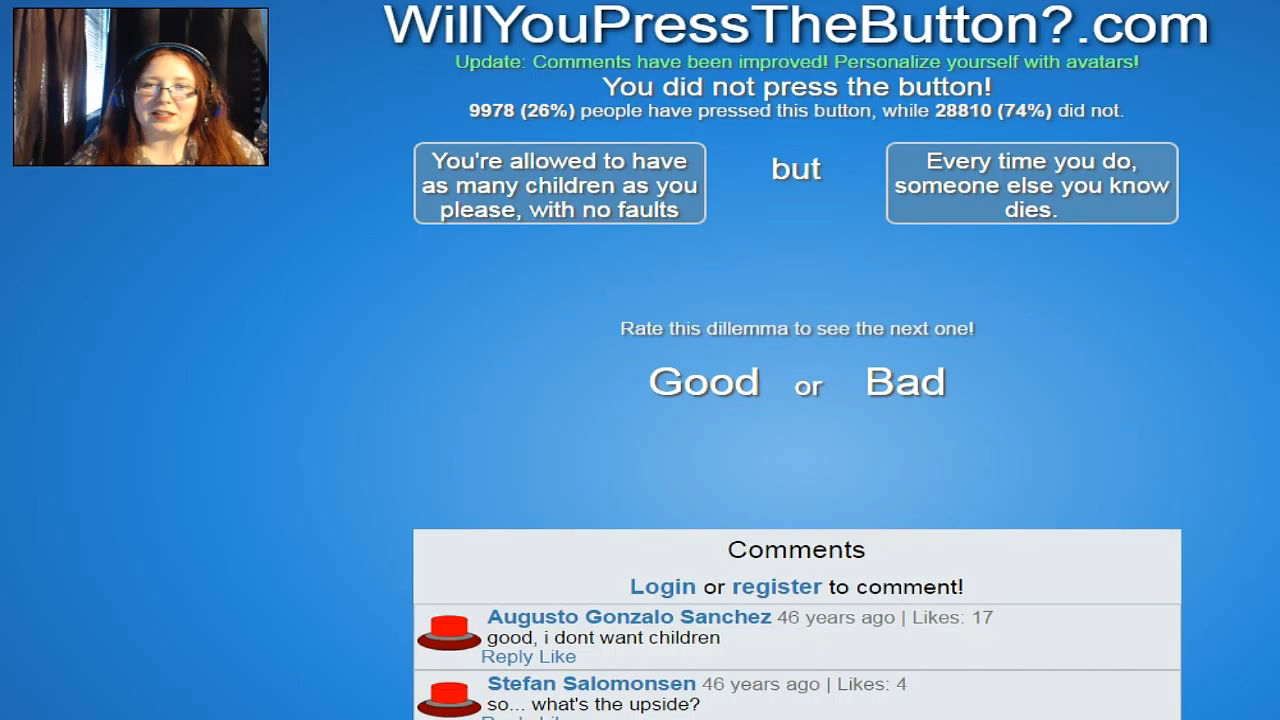 WillYouPressTheButton?.com
Update: Comments have been improved! Personalize yourself with avatars!
You did not press the button!
9978 (26%) people have pressed this button, while 28810 (74%) did not.
You're allowed to have
as many children as you
please, with no faults
but
Every time you do,
someone else you know
dies.
Rate this dillemma to see the next one!
Good or Bad
Comments
Login or register to comment!
Augusto Gonzalo Sanchez 46 years ago | Likes: 17
good, i dont want children
Reply Like
Stefan Salomonsen 46 years ago | Likes: 4
so... what's the upside?